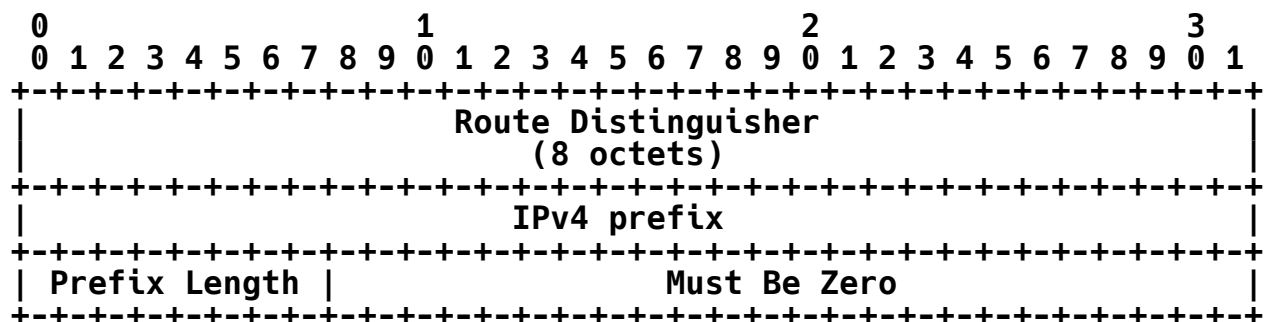 0                   1                   2                   3
 0 1 2 3 4 5 6 7 8 9 0 1 2 3 4 5 6 7 8 9 0 1 2 3 4 5 6 7 8 9 0 1
+-+-+-+-+-+-+-+-+-+-+-+-+-+-+-+-+-+-+-+-+-+-+-+-+-+-+-+-+-+-+-+-+
|                      Route Distinguisher                      |
|                          (8 octets)                           |
+-+-+-+-+-+-+-+-+-+-+-+-+-+-+-+-+-+-+-+-+-+-+-+-+-+-+-+-+-+-+-+-+
|                         IPv4 prefix                           |
+-+-+-+-+-+-+-+-+-+-+-+-+-+-+-+-+-+-+-+-+-+-+-+-+-+-+-+-+-+-+-+-+
| Prefix Length |                 Must Be Zero                  |
+-+-+-+-+-+-+-+-+-+-+-+-+-+-+-+-+-+-+-+-+-+-+-+-+-+-+-+-+-+-+-+-+